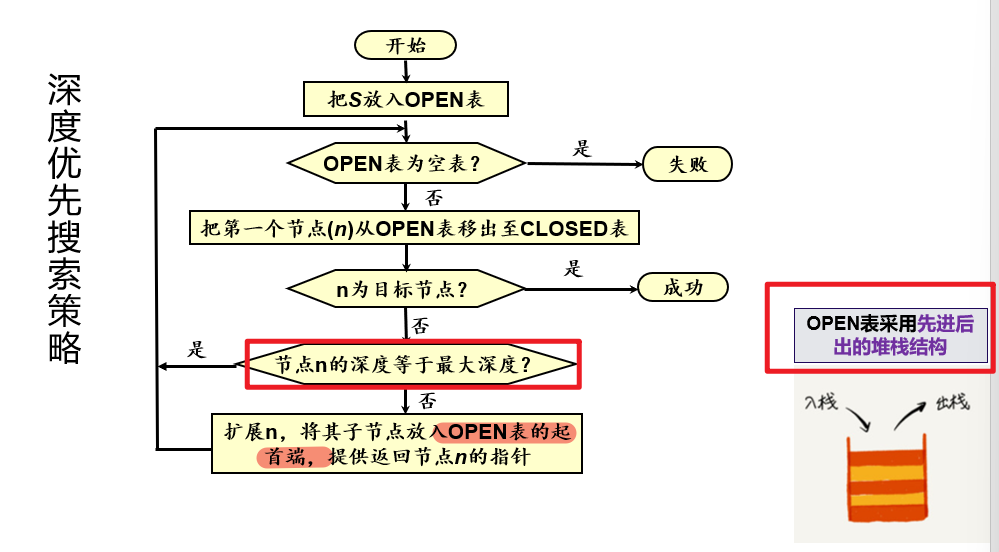 深度优先搜索策略
开始
把S放入OPEN表
OPEN表为空表？
是
失败
否
把第一个节点(n)从OPEN表移出至CLOSED表
n为目标节点？
是
成功
否
节点n的深度等于最大深度？
是
否
扩展n，将其子节点放入OPEN表的起
首端，提供返回节点n的指针
OPEN表采用先进后
出的堆栈结构
入栈
出栈